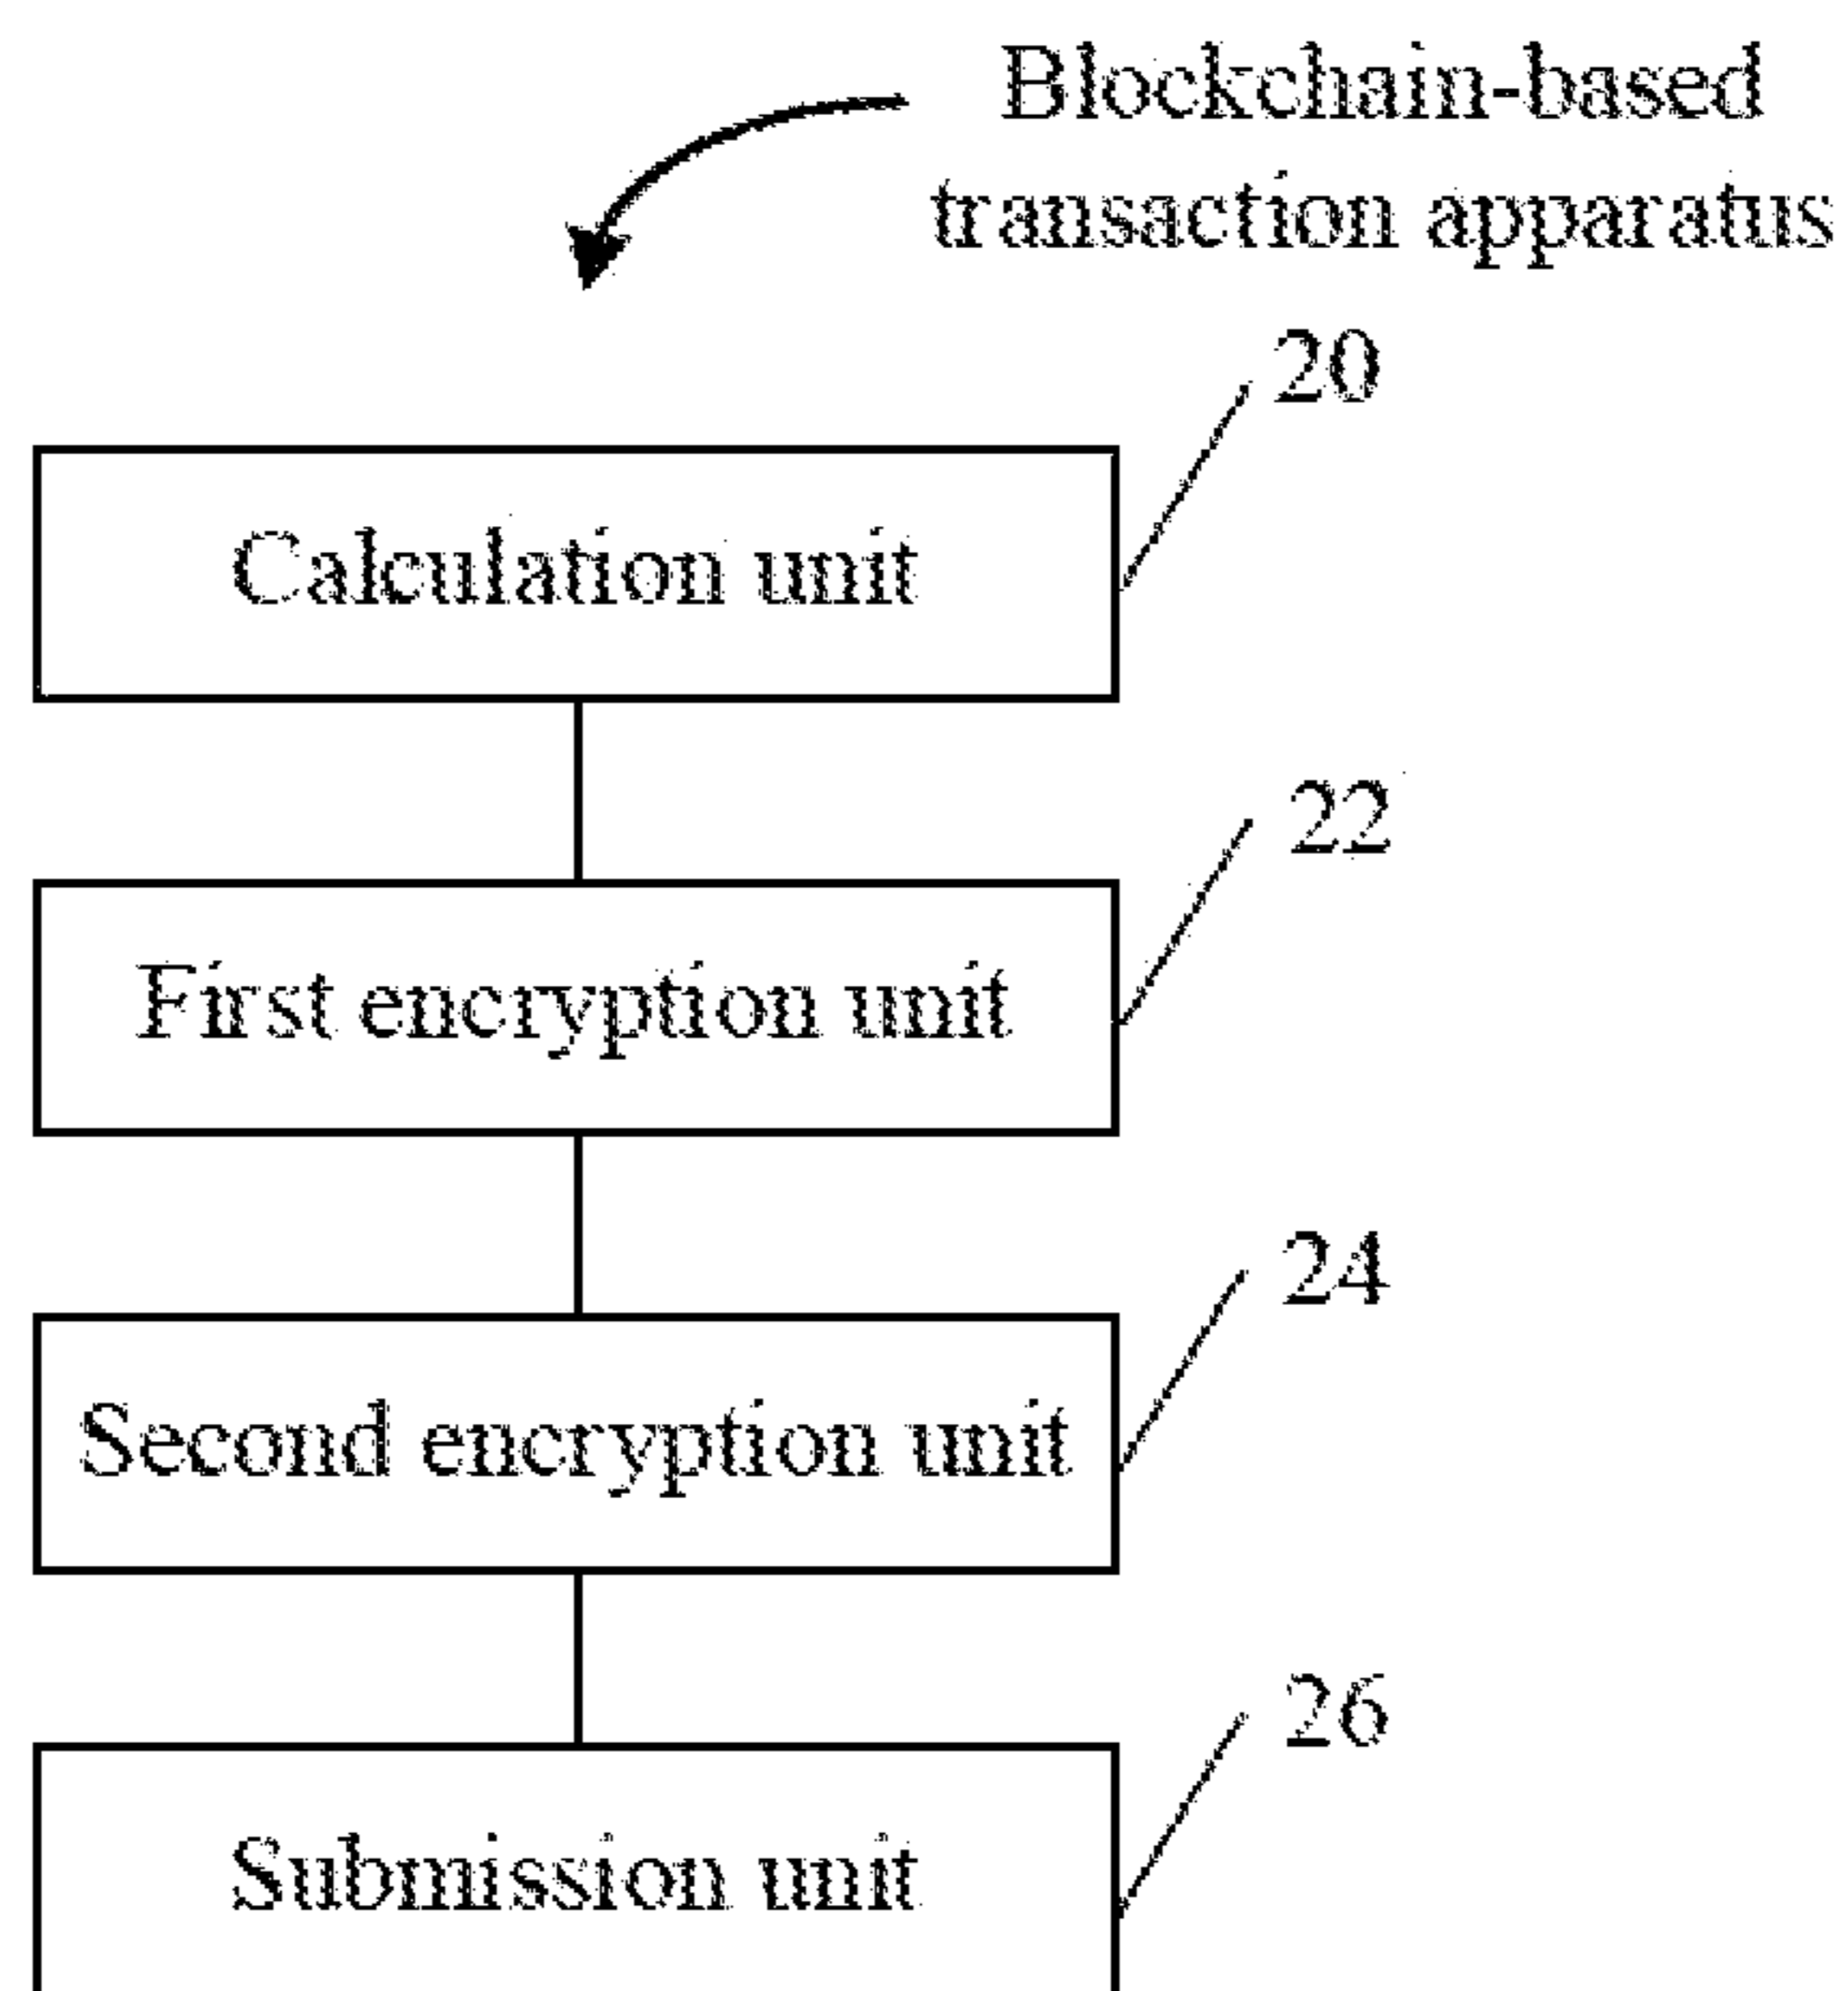 Blockchain-based
transaction apparatus
20
Calculation unit
22
First encryption unit
24
Second encryption unit
26
Submission unit